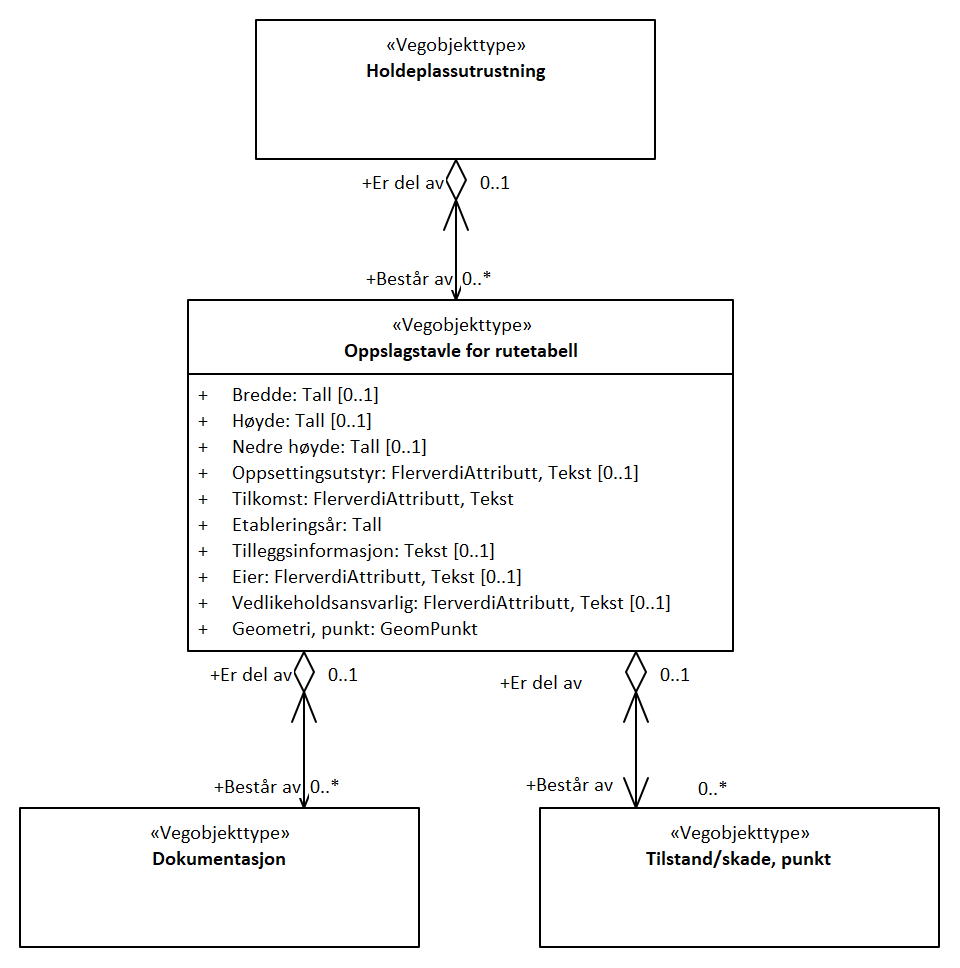 «Vegobjekttype»
Holdeplassutrustning
+Er del av 0..1
+Består av 0..*
«Vegobjekttype»
Oppslagstavle for rutetabell
+ Bredde: Tall [0..1]
+ Høyde: Tall [0..1]
+ Nedre høyde: Tall [0..1]
+ Oppsettingsutstyr: FlerverdiAttributt, Tekst [0..1]
+ Tilkomst: FlerverdiAttributt, Tekst
+ Etableringsår: Tall
+ Tilleggsinformasjon: Tekst [0..1]
+ Eier: FlerverdiAttributt, Tekst [0..1]
+ Vedlikeholdsansvarlig: FlerverdiAttributt, Tekst [0..1]
+ Geometri, punkt: GeomPunkt
+Er del av 0..1
+Er del av 0..1
+Består av 0..*
+Består av 0..*
«Vegobjekttype»
Dokumentasjon
«Vegobjekttype»
Tilstand/skade, punkt